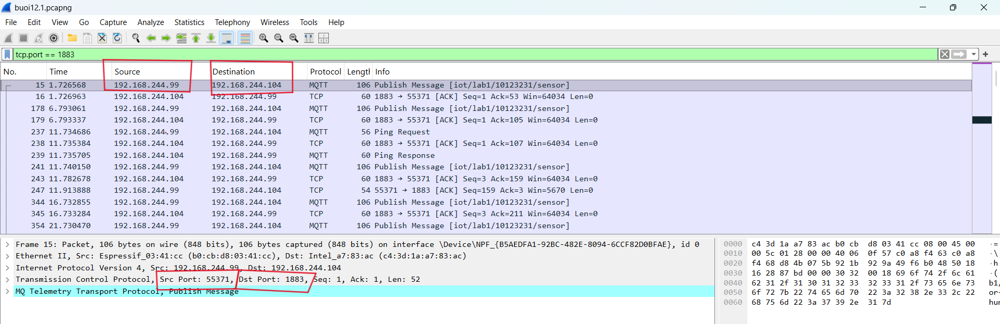 buoi12.1.pcapng
File Edit View Go Capture Analyze Statistics Telephony Wireless Tools Help
tcp.port == 1883
No. Time Source Destination Protocol Length Info
15 1.726568 192.168.244.99 192.168.244.104 MQTT 106 Publish Message [iot/lab1/10123231/sensor]
16 1.726963 192.168.244.104 192.168.244.99 TCP 60 1883 → 55371 [ACK] Seq=1 Ack=53 Win=64034 Len=0
178 6.793061 192.168.244.99 192.168.244.104 MQTT 106 Publish Message [iot/lab1/10123231/sensor]
179 6.793337 192.168.244.104 192.168.244.99 TCP 60 1883 → 55371 [ACK] Seq=1 Ack=105 Win=64034 Len=0
237 11.734686 192.168.244.99 192.168.244.104 MQTT 56 Ping Request
238 11.735384 192.168.244.104 192.168.244.99 TCP 60 1883 → 55371 [ACK] Seq=1 Ack=107 Win=64034 Len=0
239 11.735705 192.168.244.104 192.168.244.99 MQTT 60 Ping Response
241 11.740150 192.168.244.99 192.168.244.104 MQTT 106 Publish Message [iot/lab1/10123231/sensor]
243 11.782678 192.168.244.104 192.168.244.99 TCP 60 1883 → 55371 [ACK] Seq=3 Ack=159 Win=64034 Len=0
247 11.913888 192.168.244.99 192.168.244.104 TCP 54 55371 → 1883 [ACK] Seq=159 Ack=3 Win=5670 Len=0
344 16.732855 192.168.244.99 192.168.244.104 MQTT 106 Publish Message [iot/lab1/10123231/sensor]
345 16.733284 192.168.244.104 192.168.244.99 TCP 60 1883 → 55371 [ACK] Seq=3 Ack=211 Win=64034 Len=0
354 21.730470 192.168.244.99 192.168.244.104 MQTT 106 Publish Message [iot/lab1/10123231/sensor]
Frame 15: Packet, 106 bytes on wire (848 bits), 106 bytes captured (848 bits) on interface \Device\NPF_{B5AEDFA1-92BC-482E-8094-6CCF82D0BFAE}, id 0
Ethernet II, Src: Espressif_03:41:cc (b0:cb:d8:03:41:cc), Dst: Intel_a7:83:ac (c4:3d:1a:a7:83:ac)
Internet Protocol Version 4, Src: 192.168.244.99, Dst: 192.168.244.104
Transmission Control Protocol, Src Port: 55371, Dst Port: 1883, Seq: 1, Ack: 1, Len: 52
MQ Telemetry Transport Protocol, Publish Message
0000 c4 3d 1a a7 83 ac b0 cb d8 03 41 cc 08 00 45 00 ·=
0010 00 5c 01 28 00 00 40 06 0f 57 c0 a8 f4 63 c0 a8 ·\
0020 f4 68 d8 4b 07 5b 92 1b 92 9a 49 f6 b0 48 50 18 ·h
0030 16 28 87 bd 00 00 30 32 00 18 69 6f 74 2f 6c 61 ·(
0040 62 31 2f 31 30 31 32 33 32 33 31 2f 73 65 6e 73 b1/
0050 6f 72 7b 22 74 65 6d 70 22 3a 32 38 2e 33 2c 22 or
0060 68 75 6d 22 3a 37 39 2e 31 7d hu